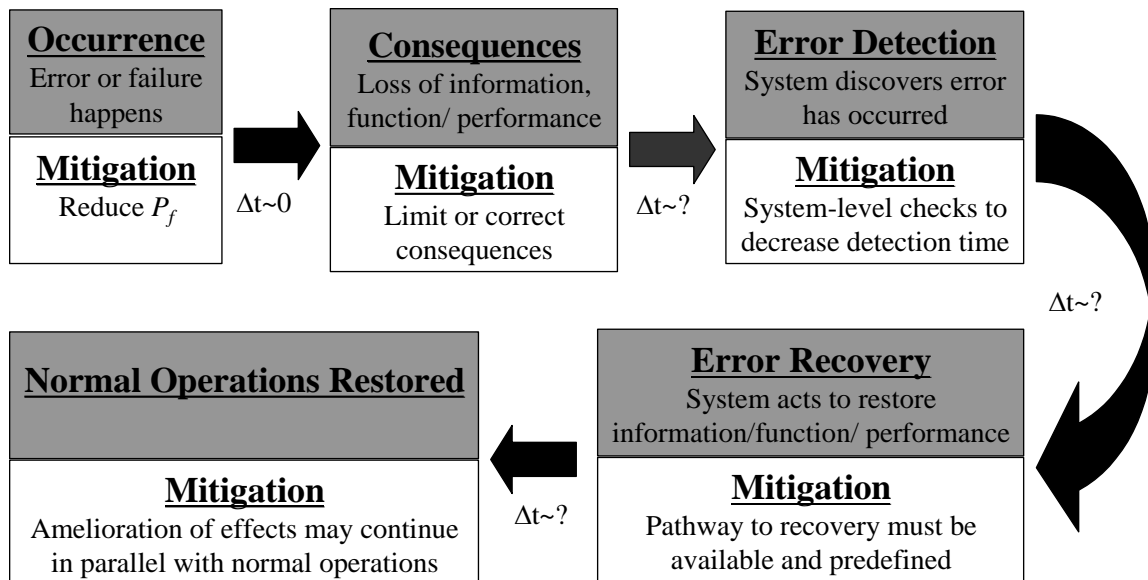 Occurrence
Error or failure
happens
Mitigation
Reduce P_f
Δt~0
Consequences
Loss of information,
function/ performance
Mitigation
Limit or correct
consequences
Δt~?
Error Detection
System discovers error
has occurred
Mitigation
System-level checks to
decrease detection time
Δt~?
Error Recovery
System acts to restore
information/function/ performance
Mitigation
Pathway to recovery must be
available and predefined
Δt~?
Normal Operations Restored
Mitigation
Amelioration of effects may continue
in parallel with normal operations